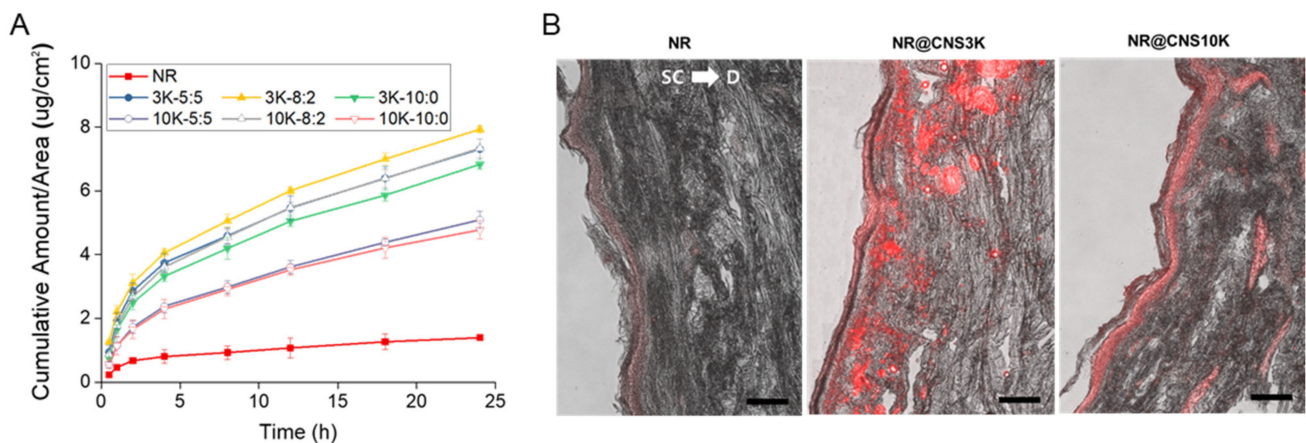 A
Cumulative Amount/Area (ug/cm²)
10
8
6
4
2
0
NR
3K-5:5 3K-8:2 3K-10:0
10K-5:5 10K-8:2 10K-10:0
0 5 10 15 20 25
Time (h)
B
NR NR@CNS3K NR@CNS10K
SC D